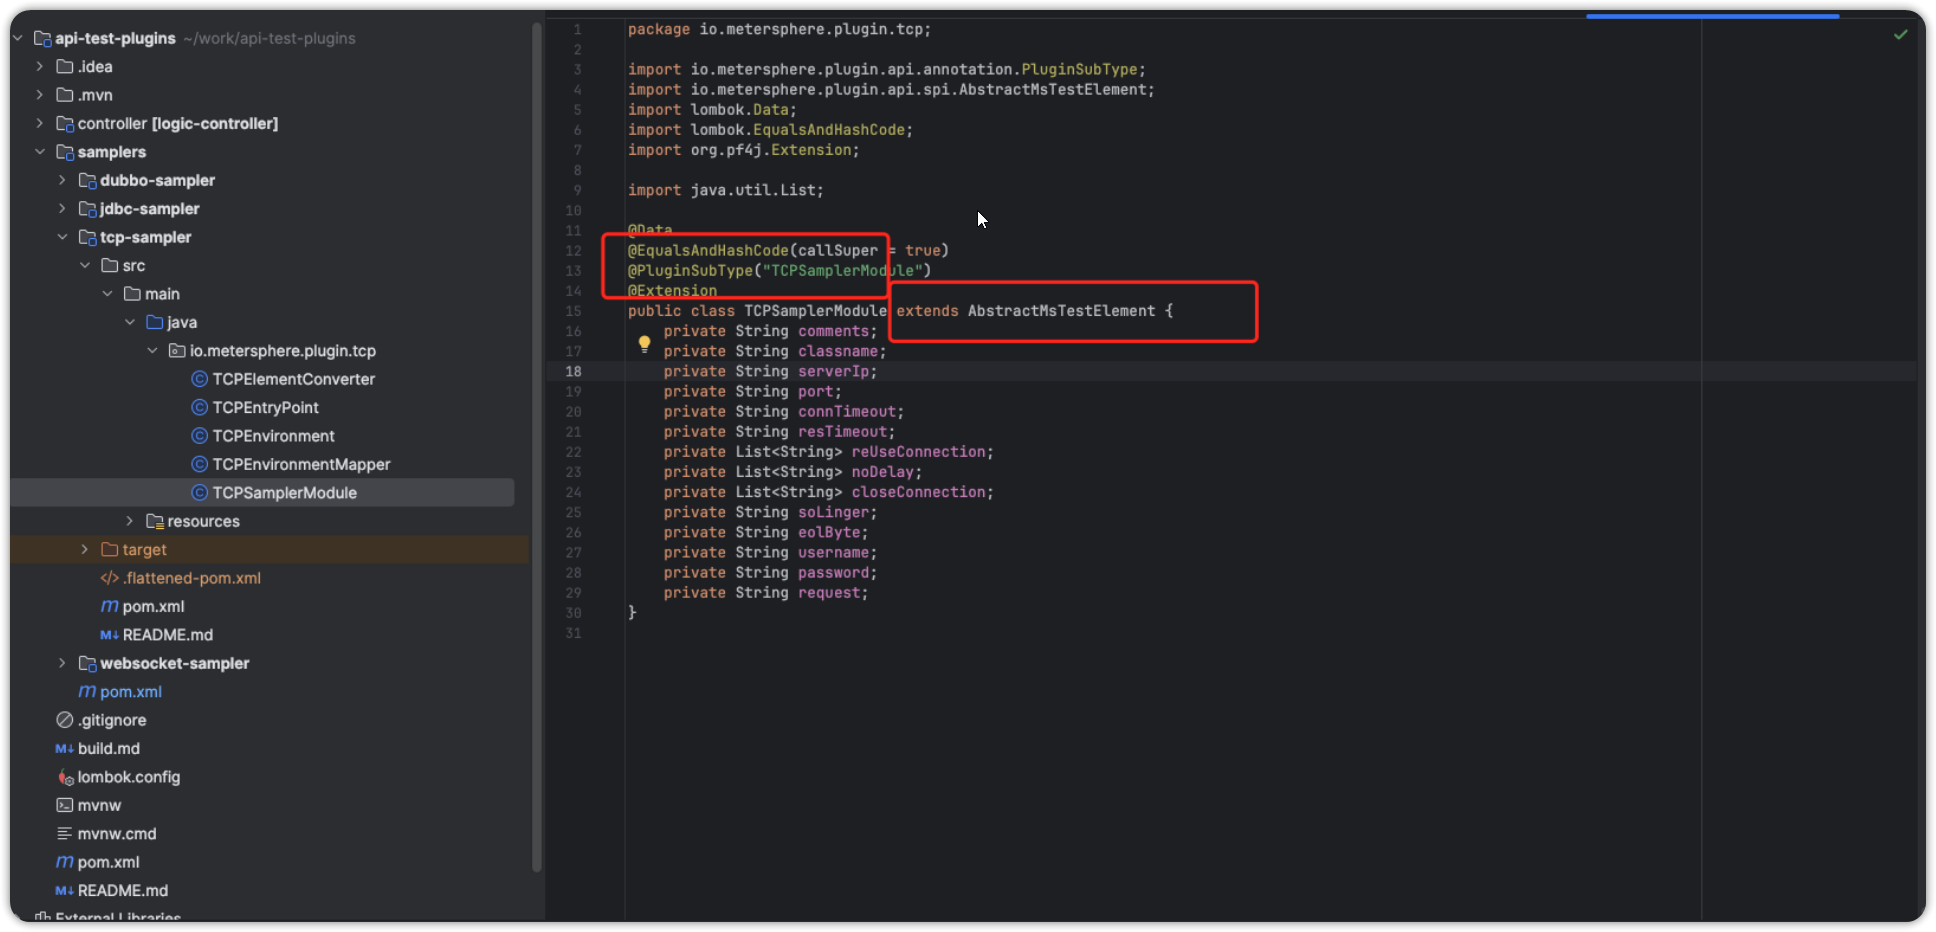 api-test-plugins ~/work/api-test-plugins
.idea
.mvn
controller [logic-controller]
samplers
dubbo-sampler
jdbc-sampler
tcp-sampler
src
main
java
io.metersphere.plugin.tcp
TCPElementConverter
TCPEntryPoint
TCPEnvironment
TCPEnvironmentMapper
TCPSamplerModule
resources
target
.flattened-pom.xml
pom.xml
README.md
websocket-sampler
pom.xml
.gitignore
build.md
lombok.config
mvnw
mvnw.cmd
pom.xml
README.md
External Libraries
1 package io.metersphere.plugin.tcp;
2
3 import io.metersphere.plugin.api.annotation.PluginSubType;
4 import io.metersphere.plugin.api.spi.AbstractMsTestElement;
5 import lombok.Data;
6 import lombok.EqualsAndHashCode;
7 import org.pf4j.Extension;
8
9 import java.util.List;
10
11 @Data
12 @EqualsAndHashCode(callSuper = true)
13 @PluginSubType("TCPSamplerModule")
14 @Extension
15 public class TCPSamplerModule extends AbstractMsTestElement {
16 private String comments;
17 private String classname;
18 private String serverIp;
19 private String port;
20 private String connTimeout;
21 private String resTimeout;
22 private List<String> reUseConnection;
23 private List<String> noDelay;
24 private List<String> closeConnection;
25 private String soLinger;
26 private String eolByte;
27 private String username;
28 private String password;
29 private String request;
30 }
31